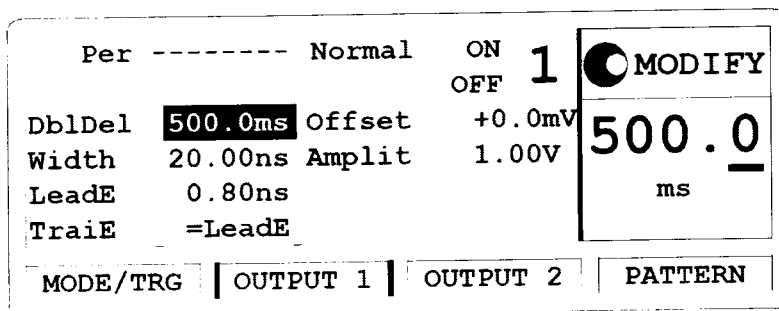 Per -------- Normal ON
OFF
1
MODIFY
DblDel 500.0ms Offset +0.0mV
Width 20.00ns Amplit 1.00V
LeadE 0.80ns
TraiE =LeadE
500.0
ms
MODE/TRG OUTPUT 1 OUTPUT 2 PATTERN